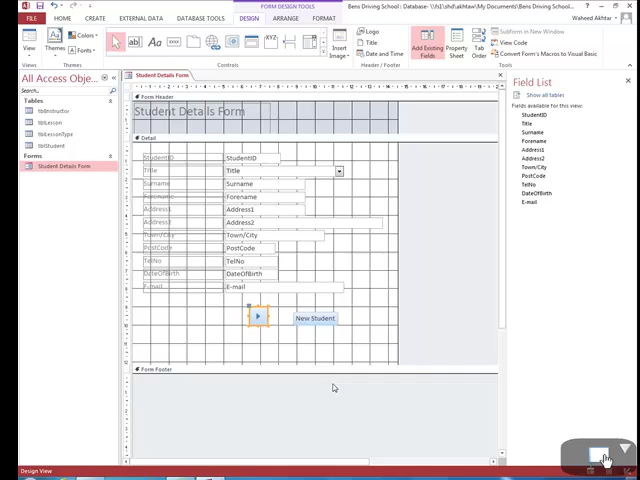 FORM DESIGN TOOLS
Bens Driving School : Database- \\fs1\shd\akhtaw\My Documents\Bens Driving School...
FILE HOME CREATE EXTERNAL DATA DATABASE TOOLS DESIGN ARRANGE FORMAT Waheed Akhtar
View Themes Colors Fonts Insert Image Logo Title Date and Time Add Existing Fields Property Sheet Tab Order Subform in New Window View Code Convert Form's Macros to Visual Basic
Views Themes Controls Header / Footer Tools
All Access Obje...
Search...
Tables
tblInstructor
tblLesson
tblLessonType
tblStudent
Forms
Student Details Form
Student Details Form
Form Header
Student Details Form
Detail
StudentID StudentID
Title Title
Surname Surname
Forename Forename
Address1 Address1
Address2 Address2
Town/City Town/City
PostCode PostCode
TelNo TelNo
DateOfBirth DateOfBirth
E-mail E-mail
New Student
Form Footer
Field List
Show all tables
Fields available for this view:
StudentID
Title
Surname
Forename
Address1
Address2
Town/City
PostCode
TelNo
DateOfBirth
E-mail
Design View